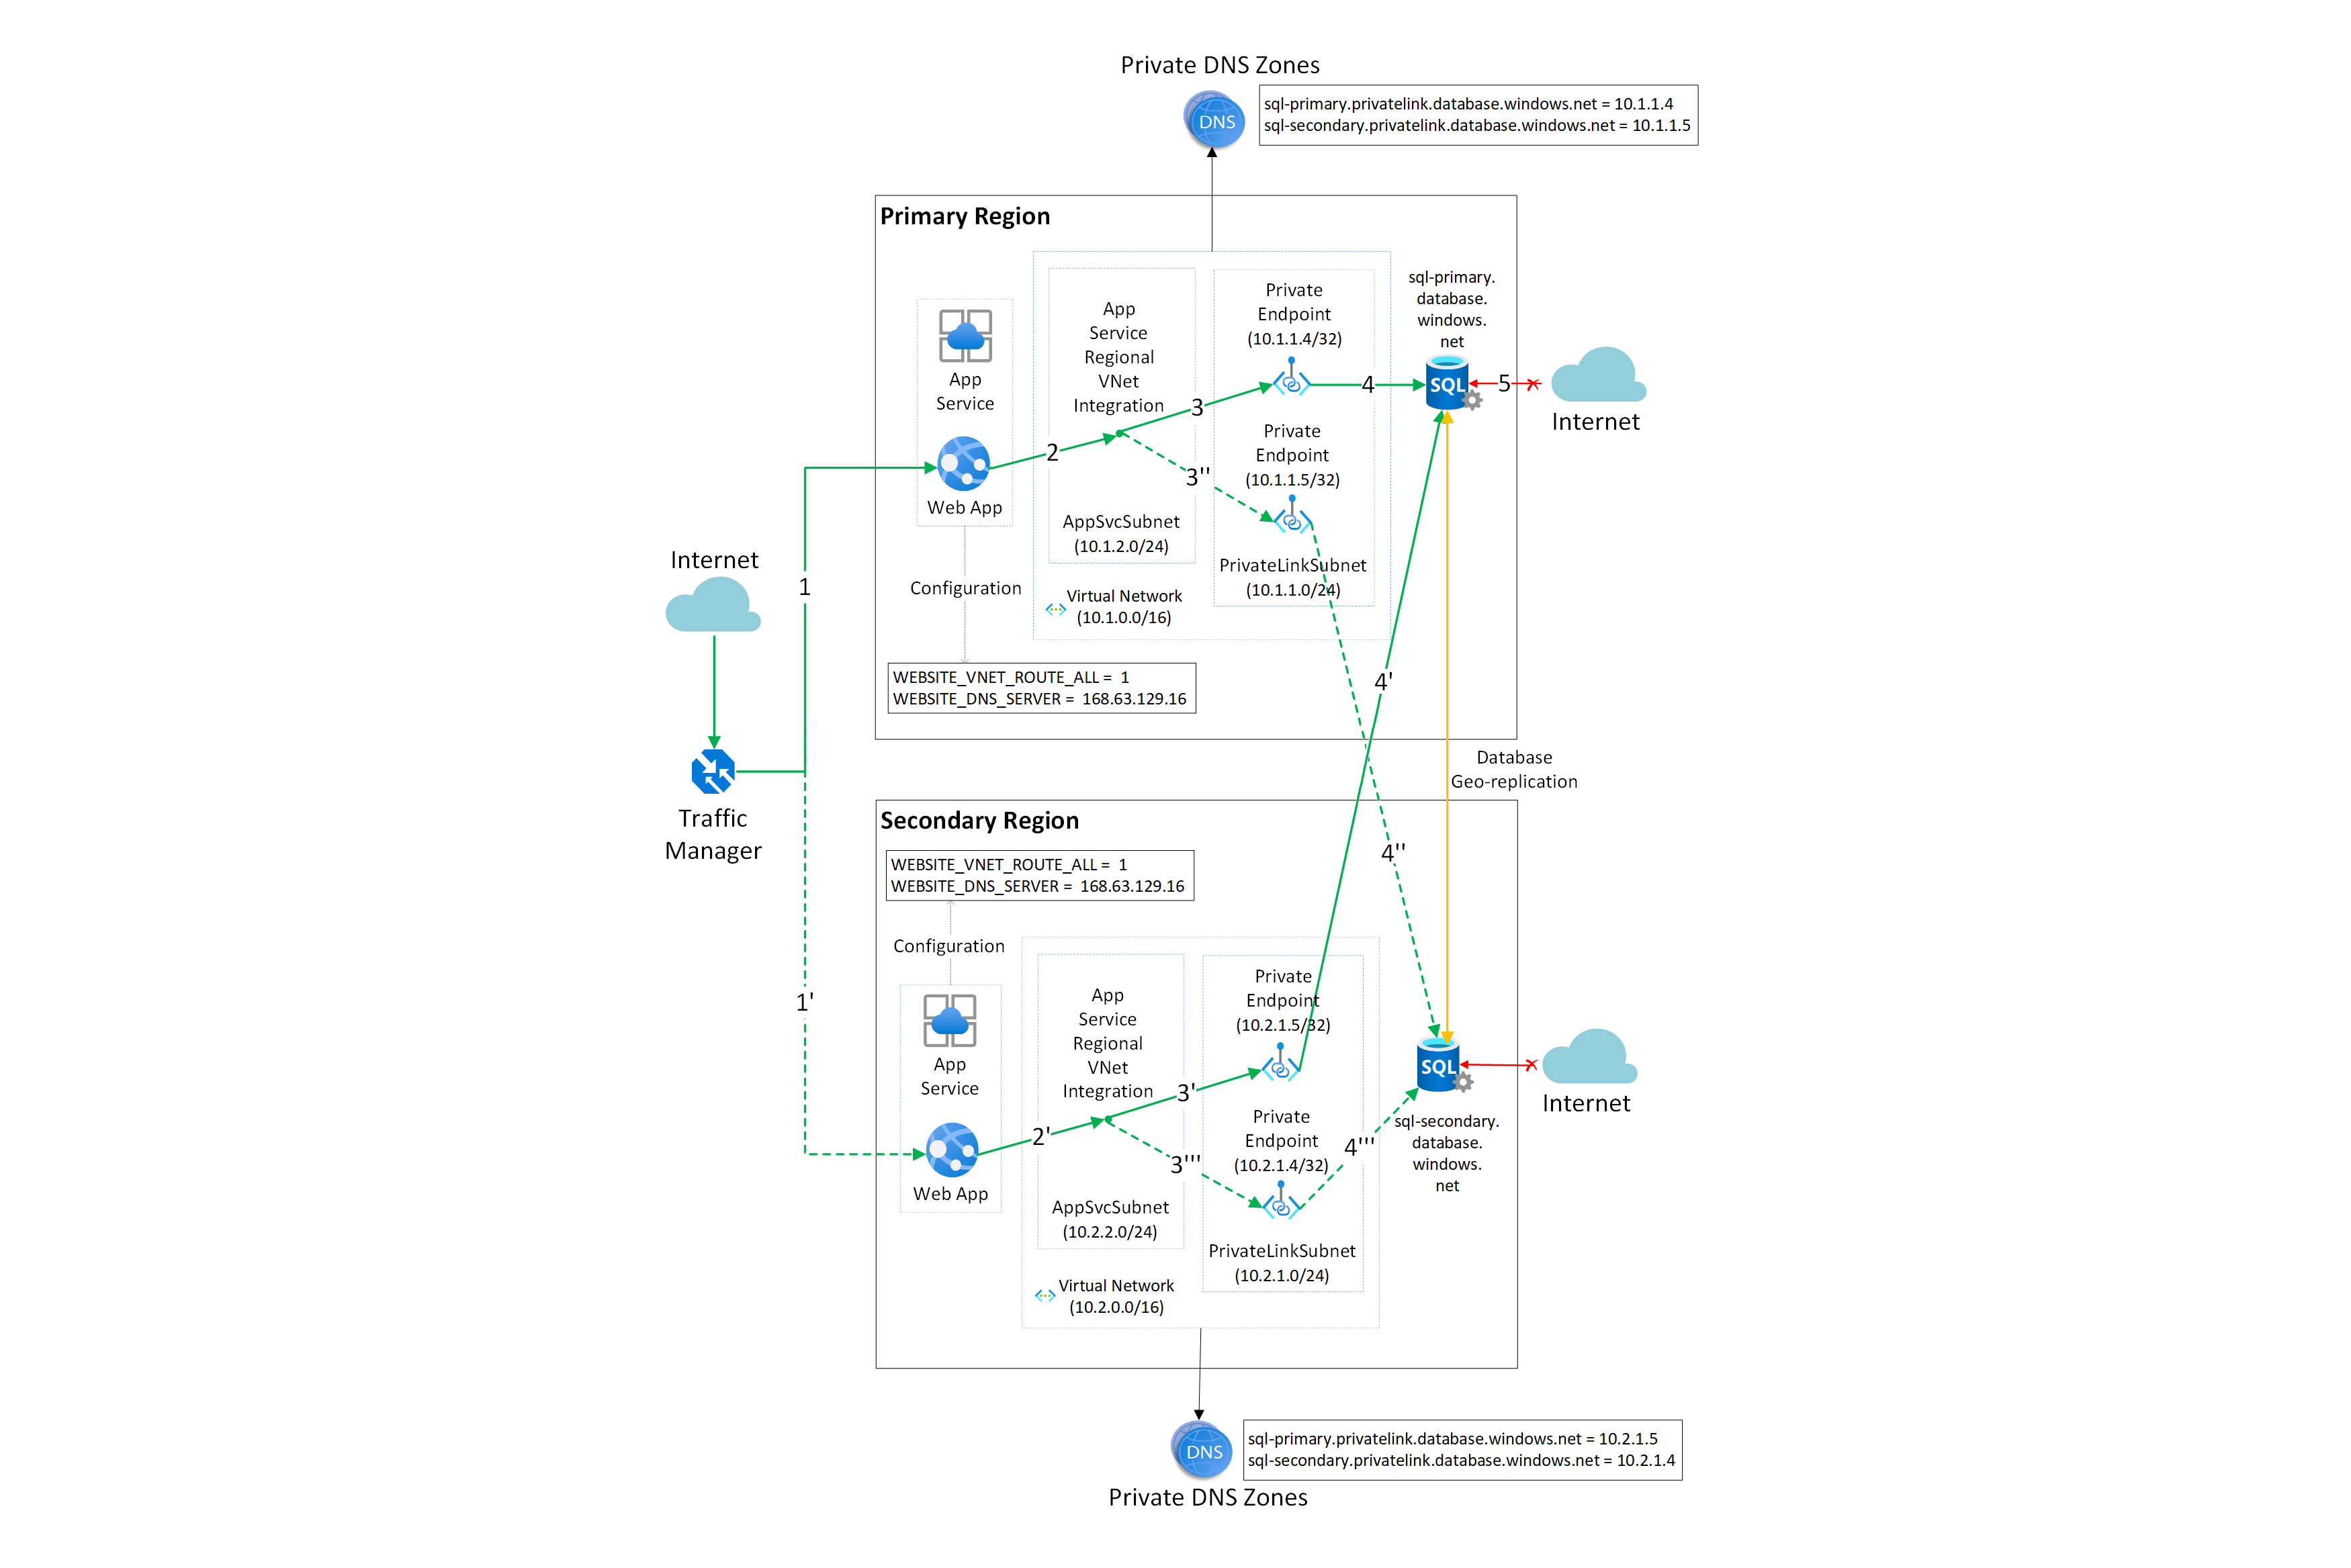 Private DNS Zones
DNS
sql-primary.privatelink.database.windows.net = 10.1.1.4
sql-secondary.privatelink.database.windows.net = 10.1.1.5
Primary Region
App
Service
Web App
App
Service
Regional
VNet
Integration
AppSvcSubnet
(10.1.2.0/24)
Private
Endpoint
(10.1.1.4/32)
Private
Endpoint
(10.1.1.5/32)
PrivateLinkSubnet
(10.1.1.0/24)
Virtual Network
(10.1.0.0/16)
sql-primary.
database.
windows.
net
SQL
Internet
1
2
3
3''
4
5
4'
4''
Configuration
WEBSITE_VNET_ROUTE_ALL = 1
WEBSITE_DNS_SERVER = 168.63.129.16
Internet
Traffic
Manager
Database
Geo-replication
Secondary Region
WEBSITE_VNET_ROUTE_ALL = 1
WEBSITE_DNS_SERVER = 168.63.129.16
Configuration
App
Service
Web App
App
Service
Regional
VNet
Integration
AppSvcSubnet
(10.2.2.0/24)
Private
Endpoint
(10.2.1.5/32)
Private
Endpoint
(10.2.1.4/32)
PrivateLinkSubnet
(10.2.1.0/24)
Virtual Network
(10.2.0.0/16)
1'
2'
3'
3'''
4'''
SQL
sql-secondary.
database.
windows.
net
Internet
DNS
sql-primary.privatelink.database.windows.net = 10.2.1.5
sql-secondary.privatelink.database.windows.net = 10.2.1.4
Private DNS Zones